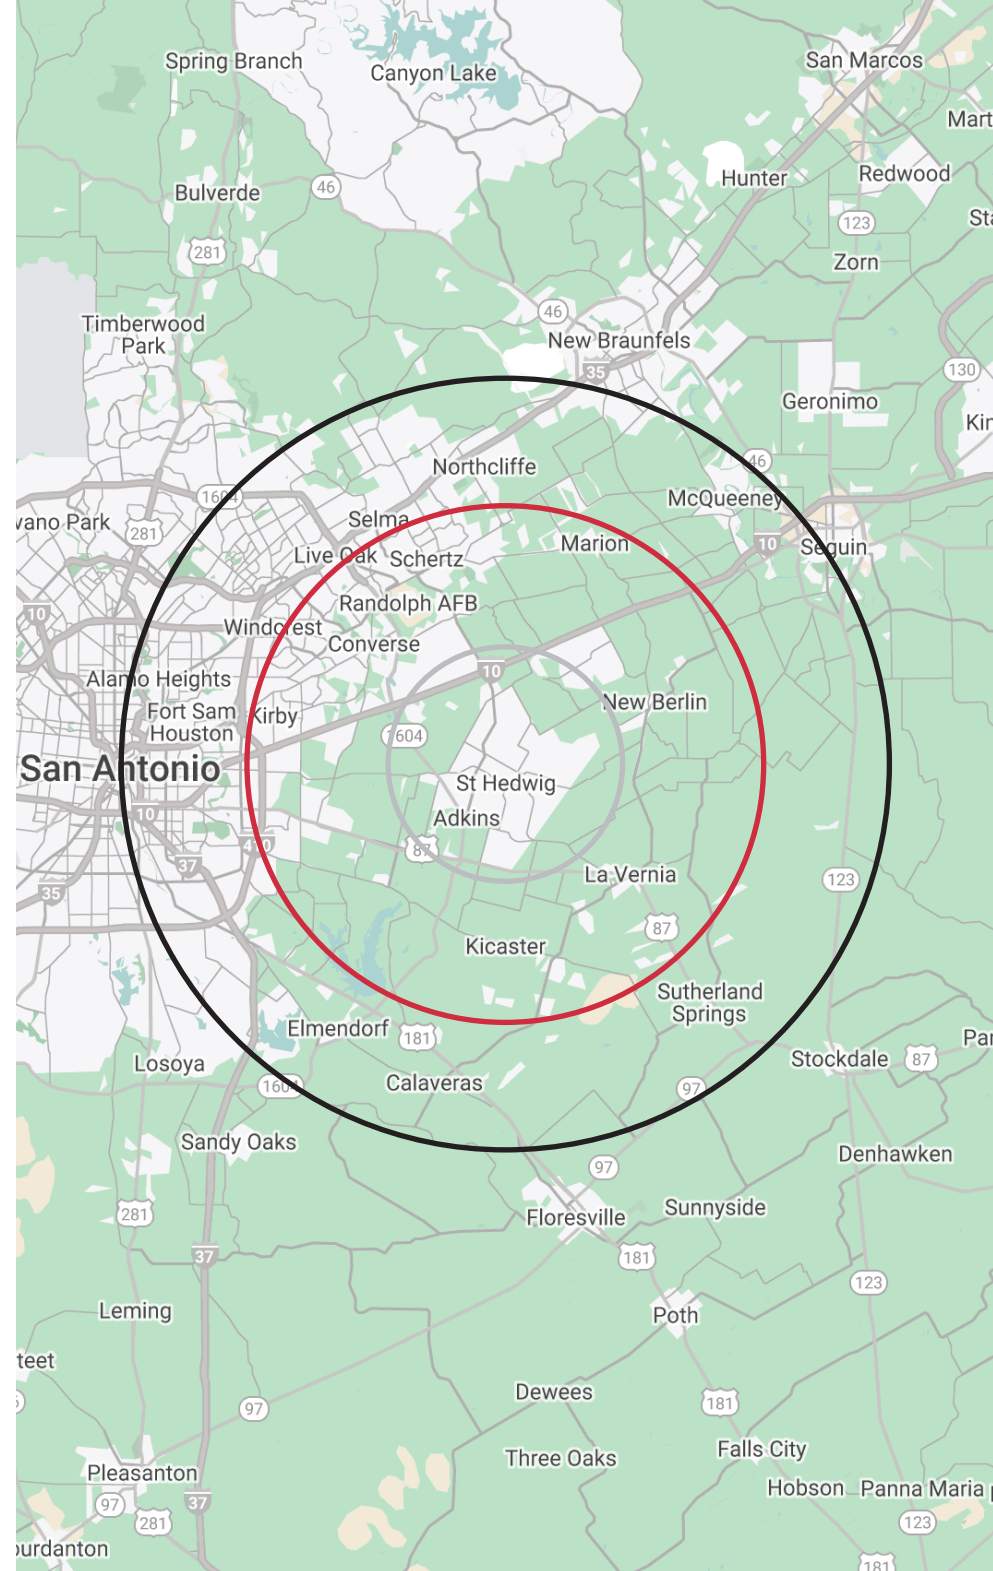 Spring Branch
Canyon Lake
San Marcos
Mart
Hunter
Redwood
Bulverde
46
123
Sta
281
Zorn
46
Timberwood
Park
New Braunfels
35
130
Geronimo
Kin
46
Northcliffe
1604
McQueeney
vano Park
281
Selma
10
Marion
Seguin
Live Oak
Schertz
Randolph AFB
10
Windcrest
Converse
10
Alamo Heights
New Berlin
Fort Sam
Houston
Kirby
1604
San Antonio
St Hedwig
10
Adkins
410
87
37
La Vernia
123
35
87
Kicaster
Sutherland
Springs
Elmendorf
181
Par
Losoya
Stockdale
87
1604
Calaveras
97
Sandy Oaks
Denhawken
97
281
Floresville
Sunnyside
37
181
123
Leming
Poth
teet
Dewees
97
181
Three Oaks
Falls City
Pleasanton
Hobson
Panna Maria
97
37
281
123
ourdanton
181